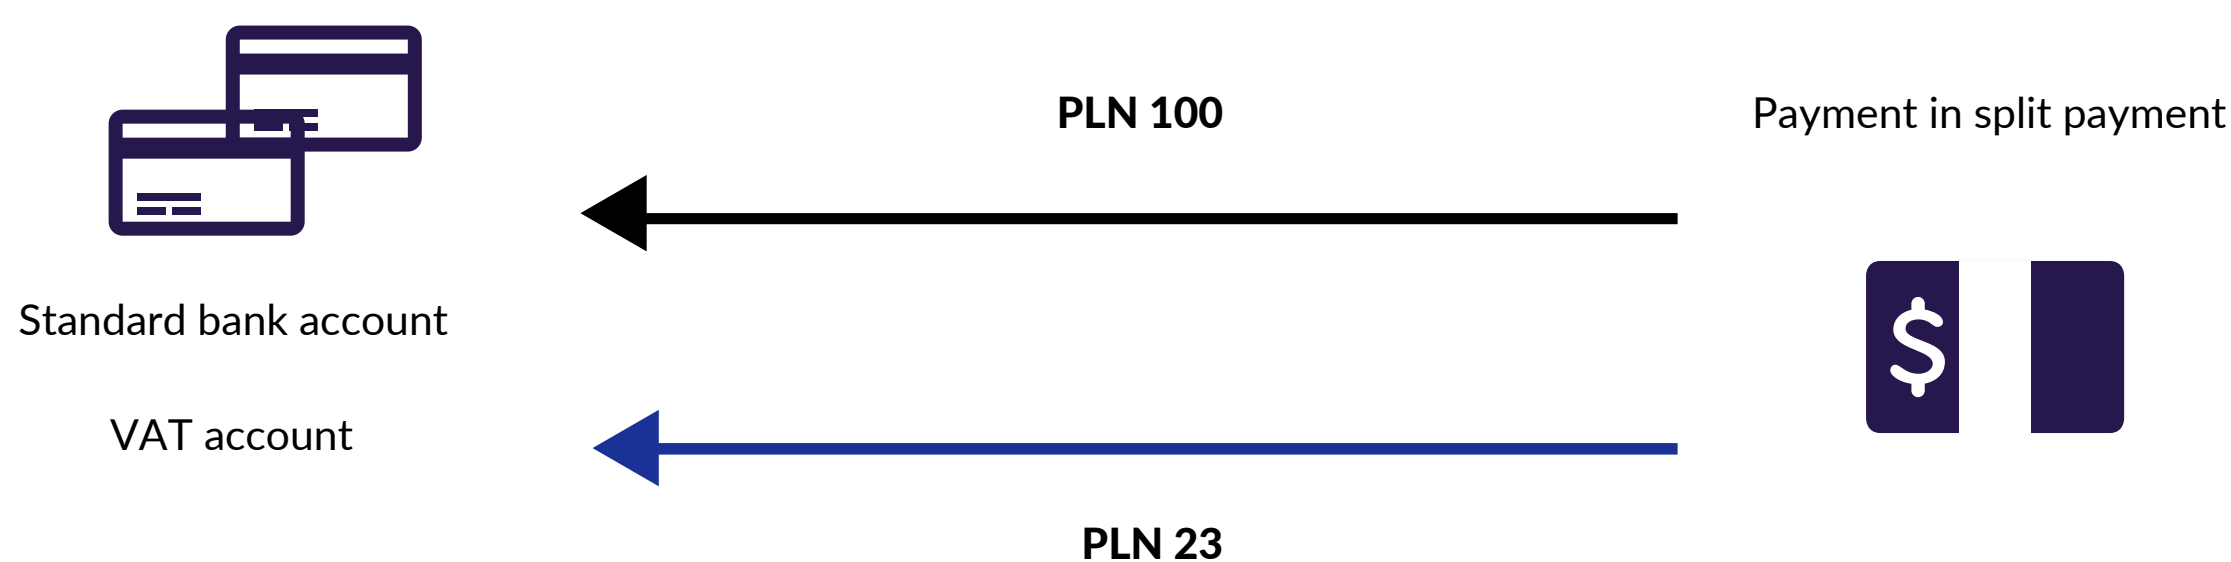 PLN 100
Payment in split payment
$
Standard bank account
VAT account
PLN 23